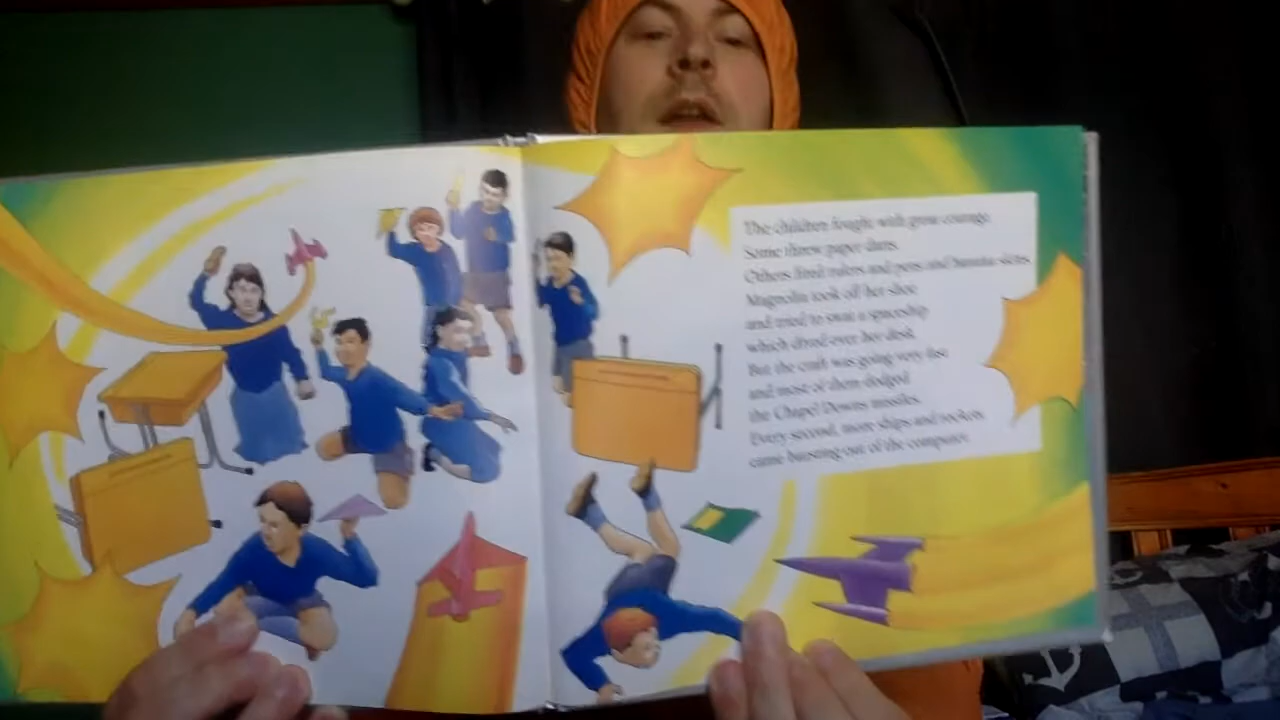 The children fought with great courage.
Some threw paper darts.
Others fired rulers and pens and banana skins.
Magnolia took off her shoe
and tried to swat a spaceship
which dived over her desk.
But the craft was going very fast
and most of them dodged
the Chapel Downs missiles.
Every second, more ships and rockets
came bursting out of the computer.